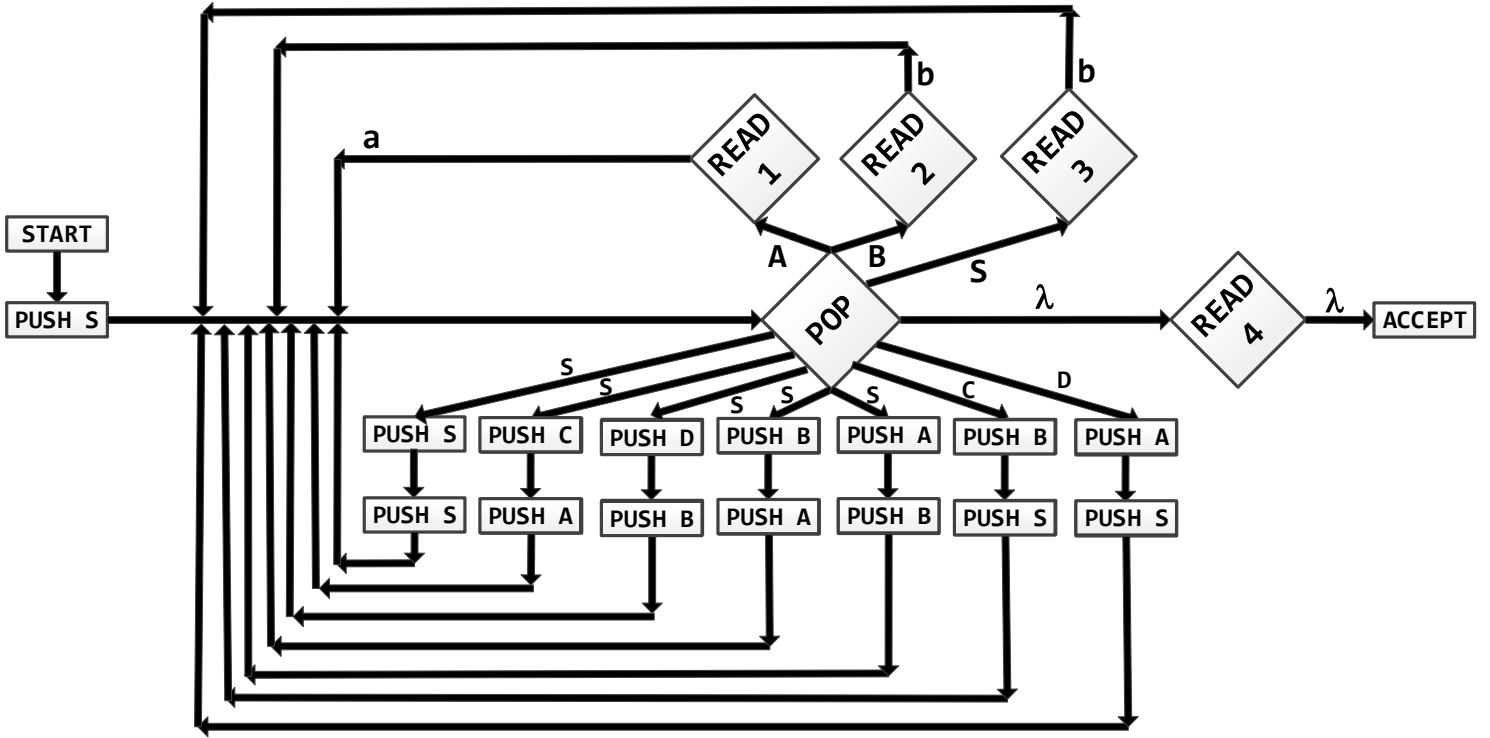 b
b
a
READ
1
READ
2
READ
3
START
A
B
S
PUSH S
POP
λ
READ
4
λ
ACCEPT
S
S
S
S
S
C
D
PUSH S
PUSH C
PUSH D
PUSH B
PUSH A
PUSH B
PUSH A
PUSH S
PUSH A
PUSH B
PUSH A
PUSH B
PUSH S
PUSH S